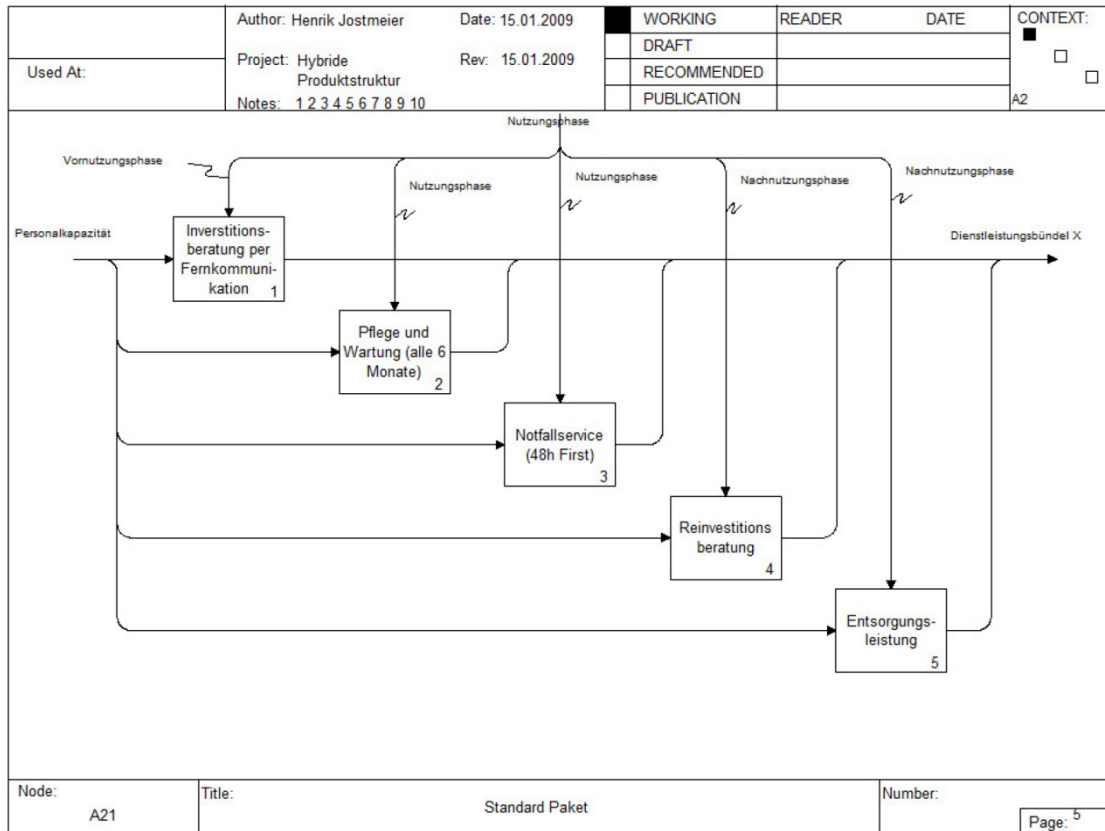 Used At:
Author: Henrik Jostmeier
Date: 15.01.2009
Project: Hybride
Produktstruktur
Rev: 15.01.2009
Notes: 1 2 3 4 5 6 7 8 9 10
WORKING
DRAFT
RECOMMENDED
PUBLICATION
READER
DATE
CONTEXT:
A2
Nutzungsphase
Vornutzungsphase
Nutzungsphase
Nutzungsphase
Nachnutzungsphase
Nachnutzungsphase
Personalkapazität
Dienstleistungsbündel X
Inverstitions-
beratung per
Fernkommuni-
kation
1
Pflege und
Wartung (alle 6
Monate)
2
Notfallservice
(48h First)
3
Reinvestitions
beratung
4
Entsorgungs-
leistung
5
Node:
A21
Title:
Standard Paket
Number:
Page: 5